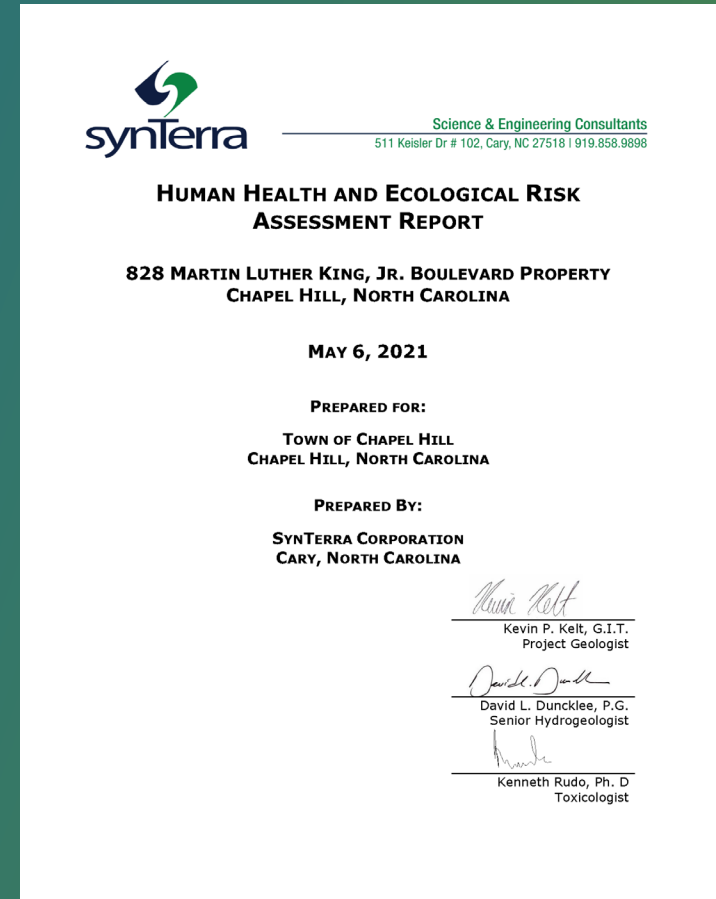 synTerra
Science & Engineering Consultants
511 Keisler Dr # 102, Cary, NC 27518 | 919.858.9898
HUMAN HEALTH AND ECOLOGICAL RISK
ASSESSMENT REPORT
828 MARTIN LUTHER KING, JR. BOULEVARD PROPERTY
CHAPEL HILL, NORTH CAROLINA
MAY 6, 2021
PREPARED FOR:
TOWN OF CHAPEL HILL
CHAPEL HILL, NORTH CAROLINA
PREPARED BY:
SYNTERRA CORPORATION
CARY, NORTH CAROLINA
Kevin Kelt
Kevin P. Kelt, G.I.T.
Project Geologist
David L. Duncklee, P.G.
Senior Hydrogeologist
Kenneth Rudo, Ph. D
Toxicologist